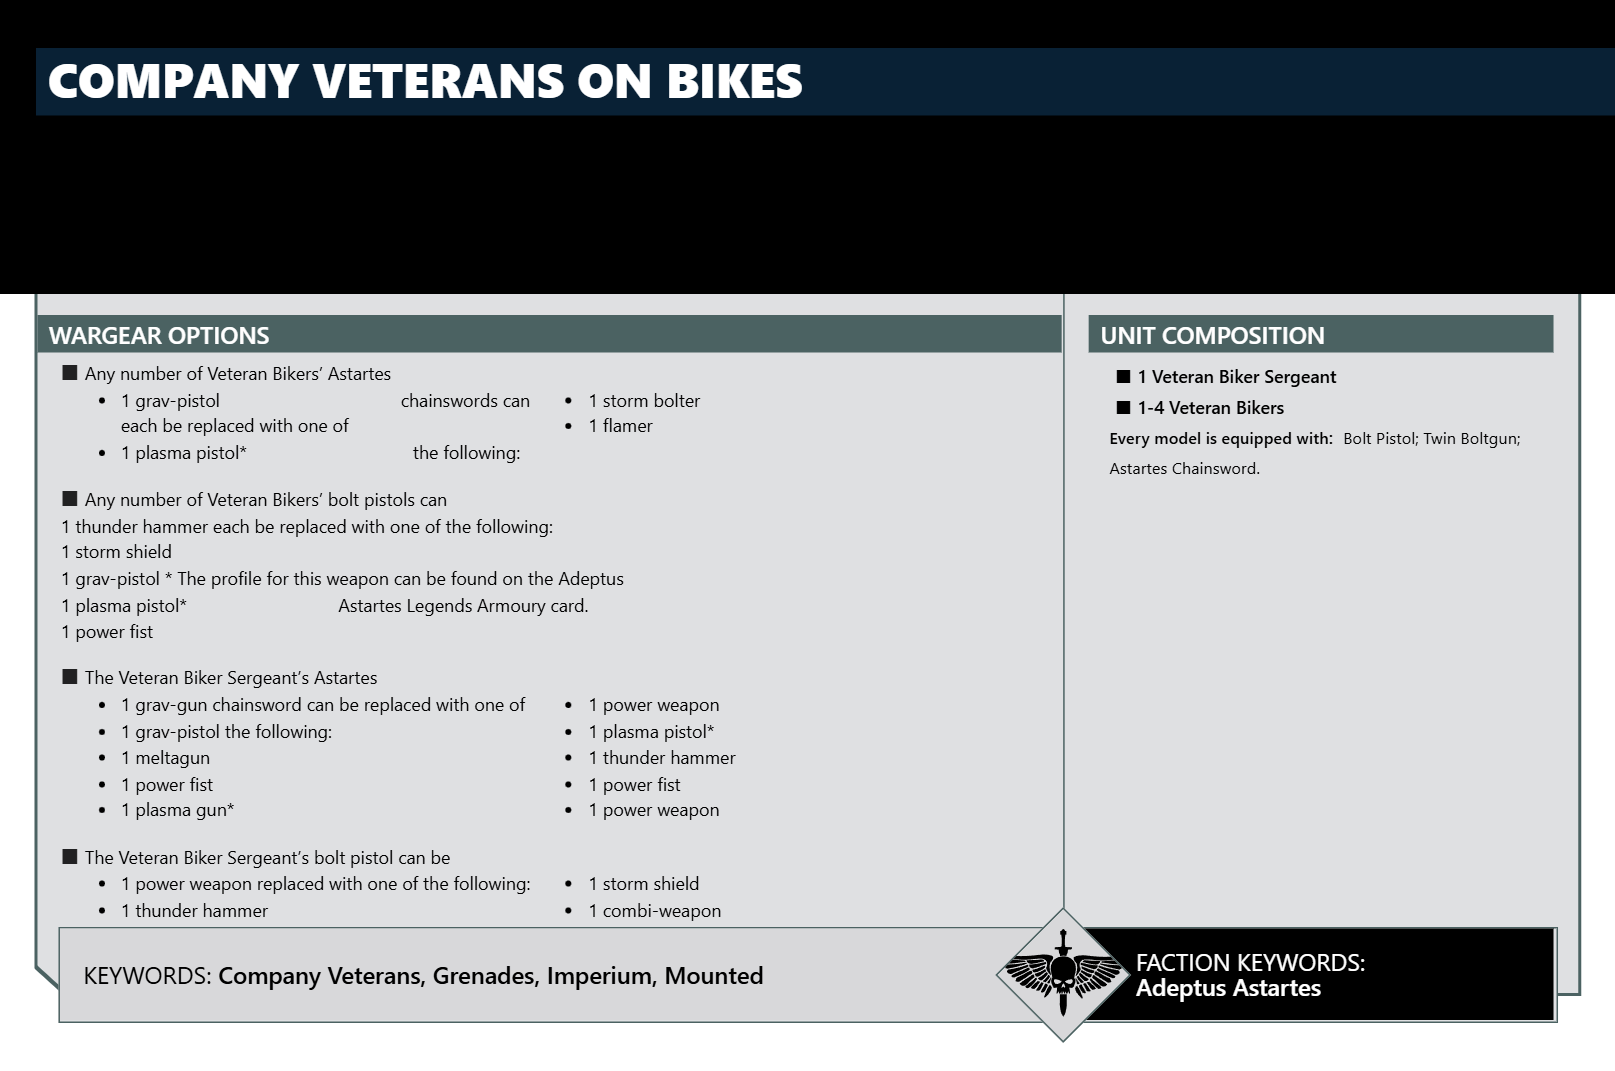 COMPANY VETERANS ON BIKES
WARGEAR OPTIONS
■ Any number of Veteran Bikers’ Astartes
• 1 grav-pistol chainswords can • 1 storm bolter
each be replaced with one of • 1 flamer
• 1 plasma pistol* the following:
■ Any number of Veteran Bikers’ bolt pistols can
1 thunder hammer each be replaced with one of the following:
1 storm shield
1 grav-pistol * The profile for this weapon can be found on the Adeptus
1 plasma pistol* Astartes Legends Armoury card.
1 power fist
■ The Veteran Biker Sergeant’s Astartes
• 1 grav-gun chainsword can be replaced with one of • 1 power weapon
• 1 grav-pistol the following: • 1 plasma pistol*
• 1 meltagun • 1 thunder hammer
• 1 power fist • 1 power fist
• 1 plasma gun* • 1 power weapon
■ The Veteran Biker Sergeant’s bolt pistol can be
• 1 power weapon replaced with one of the following: • 1 storm shield
• 1 thunder hammer • 1 combi-weapon
UNIT COMPOSITION
■ 1 Veteran Biker Sergeant
■ 1-4 Veteran Bikers
Every model is equipped with: Bolt Pistol; Twin Boltgun;
Astartes Chainsword.
KEYWORDS: Company Veterans, Grenades, Imperium, Mounted
FACTION KEYWORDS:
Adeptus Astartes